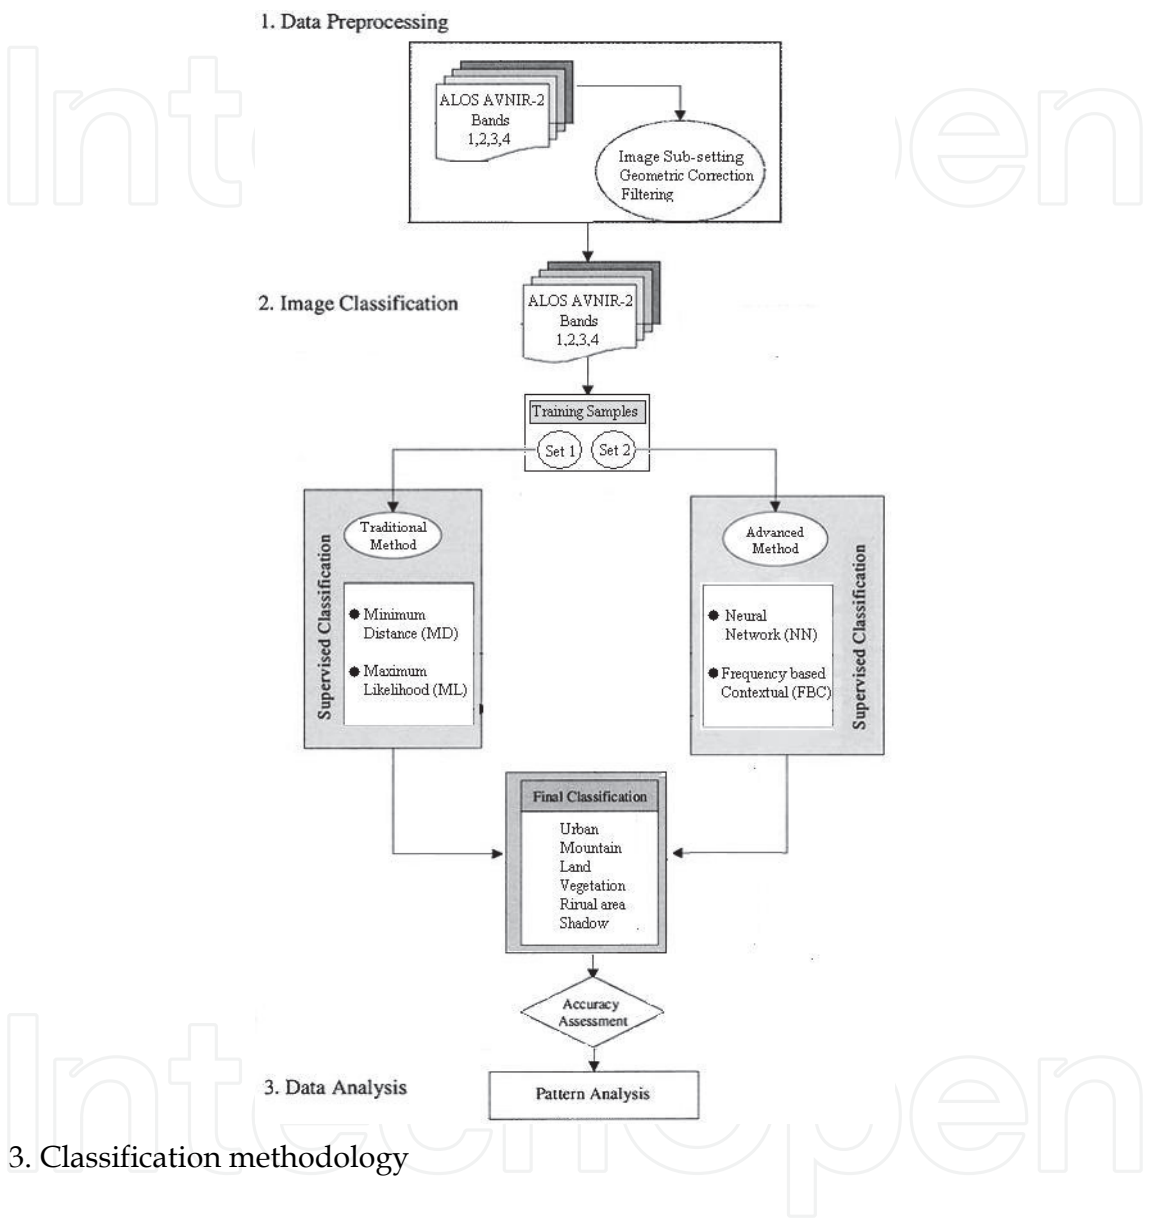 1. Data Preprocessing
ALOS AVNIR-2
Bands
1,2,3,4
Image Sub-setting
Geometric Correction
Filtering
2. Image Classification
ALOS AVNIR-2
Bands
1,2,3,4
Training Samples
Set 1
Set 2
Supervised Classification
Traditional
Method
Minimum
Distance (MD)
Maximum
Likelihood (ML)
Advanced
Method
Neural
Network (NN)
Frequency based
Contextual (FBC)
Supervised Classification
Final Classification
Urban
Mountain
Land
Vegetation
Rirual area
Shadow
Accuracy
Assessment
3. Data Analysis
Pattern Analysis
3. Classification methodology
IntechOpen
IntechOpen